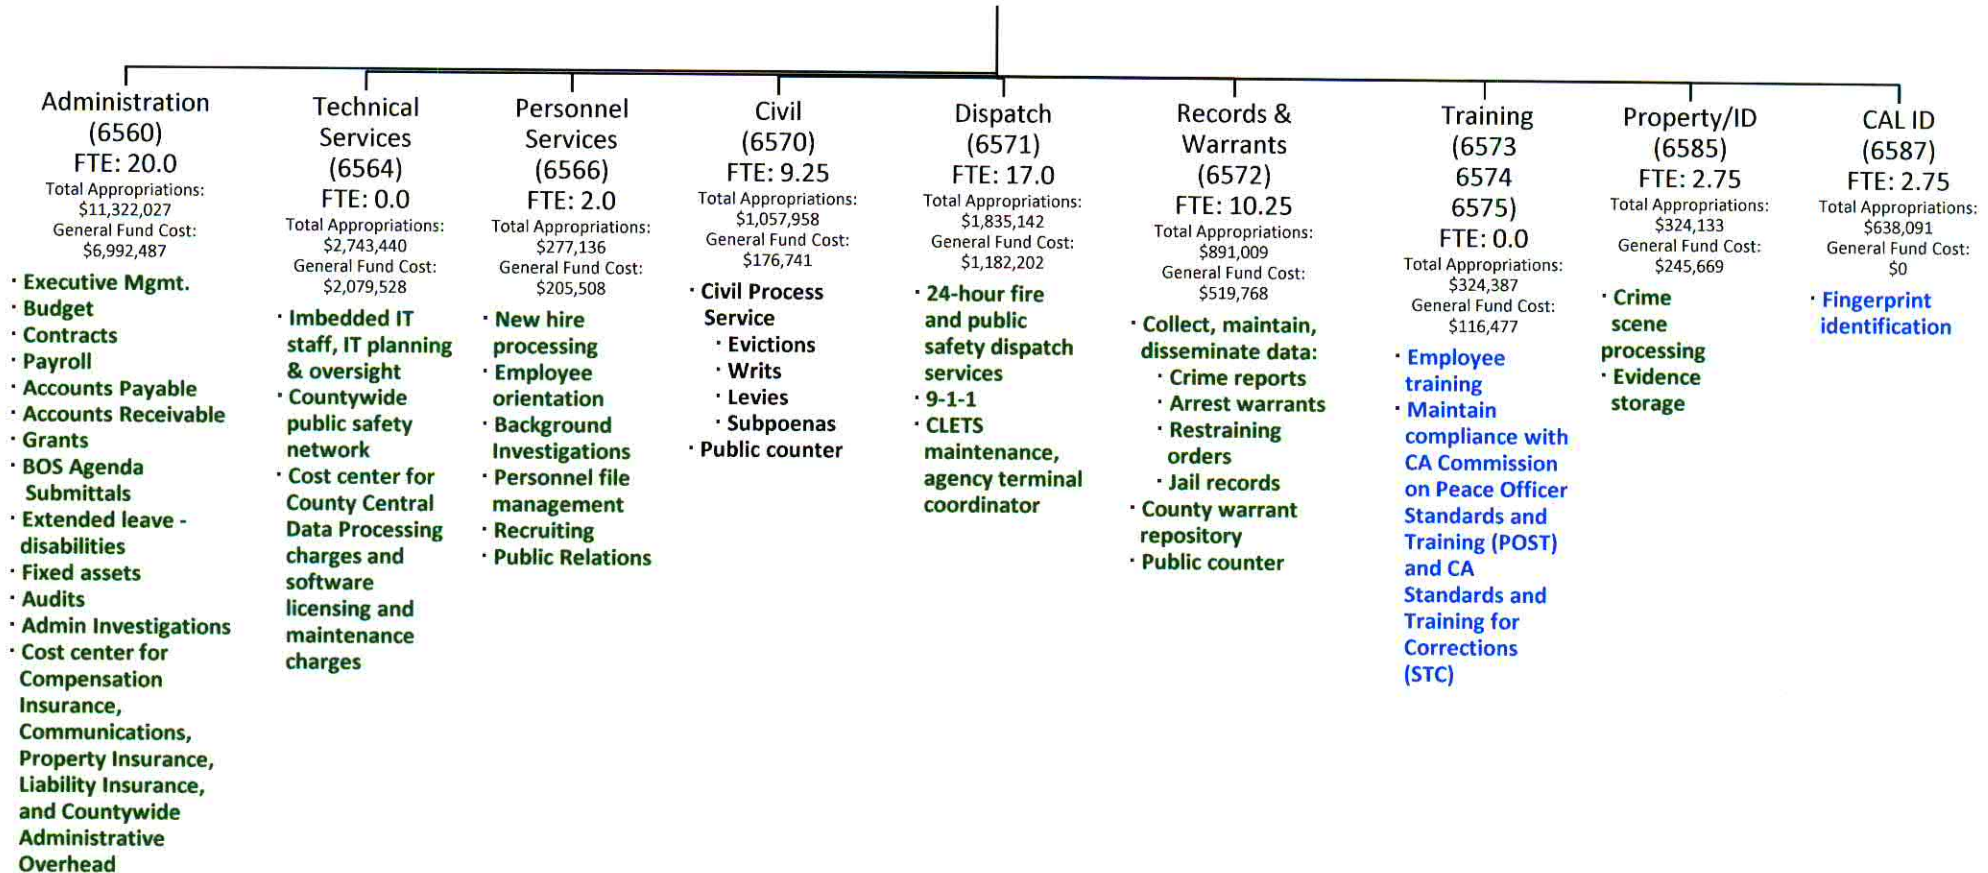 Administration
(6560)
FTE: 20.0
Total Appropriations:
$11,322,027
General Fund Cost:
$6,992,487
· Executive Mgmt.
· Budget
· Contracts
· Payroll
· Accounts Payable
· Accounts Receivable
· Grants
· BOS Agenda
Submittals
· Extended leave -
disabilities
· Fixed assets
· Audits
· Admin Investigations
· Cost center for
Compensation
Insurance,
Communications,
Property Insurance,
Liability Insurance,
and Countywide
Administrative
Overhead
Technical
Services
(6564)
FTE: 0.0
Total Appropriations:
$2,743,440
General Fund Cost:
$2,079,528
· Imbedded IT
staff, IT planning
& oversight
· Countywide
public safety
network
· Cost center for
County Central
Data Processing
charges and
software
licensing and
maintenance
charges
Personnel
Services
(6566)
FTE: 2.0
Total Appropriations:
$277,136
General Fund Cost:
$205,508
· New hire
processing
· Employee
orientation
· Background
Investigations
· Personnel file
management
· Recruiting
· Public Relations
Civil
(6570)
FTE: 9.25
Total Appropriations:
$1,057,958
General Fund Cost:
$176,741
· Civil Process
Service
· Evictions
· Writs
· Levies
· Subpoenas
· Public counter
Dispatch
(6571)
FTE: 17.0
Total Appropriations:
$1,835,142
General Fund Cost:
$1,182,202
· 24-hour fire
and public
safety dispatch
services
· 9-1-1
· CLETS
maintenance,
agency terminal
coordinator
Records &
Warrants
(6572)
FTE: 10.25
Total Appropriations:
$891,009
General Fund Cost:
$519,768
· Collect, maintain,
disseminate data:
· Crime reports
· Arrest warrants
· Restraining
orders
· Jail records
· County warrant
repository
· Public counter
Training
(6573
6574
6575)
FTE: 0.0
Total Appropriations:
$324,387
General Fund Cost:
$116,477
· Employee
training
· Maintain
compliance with
CA Commission
on Peace Officer
Standards and
Training (POST)
and CA
Standards and
Training for
Corrections
(STC)
Property/ID
(6585)
FTE: 2.75
Total Appropriations:
$324,133
General Fund Cost:
$245,669
· Crime
scene
processing
· Evidence
storage
CAL ID
(6587)
FTE: 2.75
Total Appropriations:
$638,091
General Fund Cost:
$0
· Fingerprint
identification